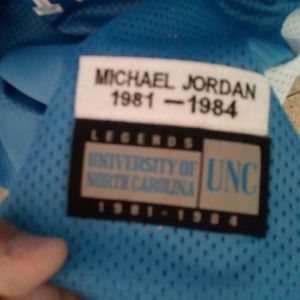 MICHAEL JORDAN
1981 — 1984
LEGENDS
UNIVERSITY OF
NORTH CAROLINA
UNC
1981-1984